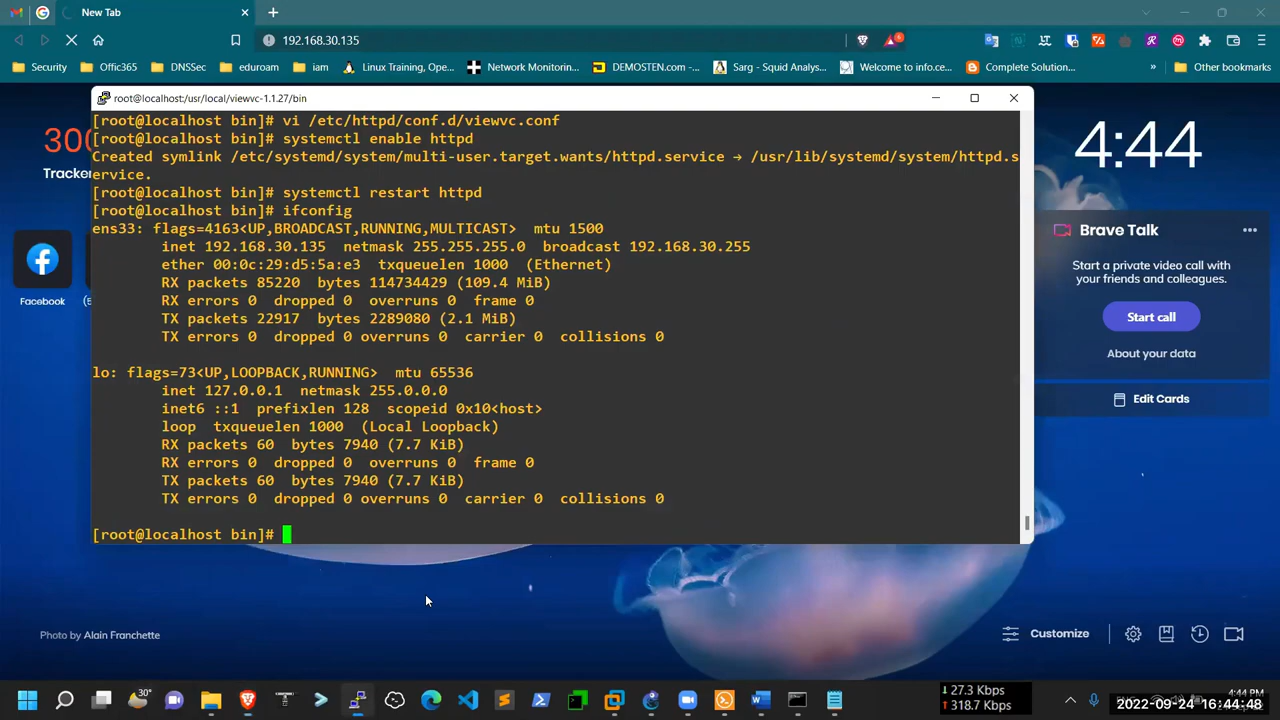 New Tab
192.168.30.135
6
Security
Offic365
DNSSec
eduroam
iam
Linux Training, Ope...
Network Monitorin...
DEMOSTEN.com -...
Sarg - Squid Analys...
Welcome to info.ce...
Complete Solution...
»
Other bookmarks
root@localhost:/usr/local/viewvc-1.1.27/bin
[root@localhost bin]# vi /etc/httpd/conf.d/viewvc.conf
[root@localhost bin]# systemctl enable httpd
Created symlink /etc/systemd/system/multi-user.target.wants/httpd.service → /usr/lib/systemd/system/httpd.s
ervice.
[root@localhost bin]# systemctl restart httpd
[root@localhost bin]# ifconfig
ens33: flags=4163<UP,BROADCAST,RUNNING,MULTICAST>  mtu 1500
inet 192.168.30.135  netmask 255.255.255.0  broadcast 192.168.30.255
ether 00:0c:29:d5:5a:e3  txqueuelen 1000  (Ethernet)
RX packets 85220  bytes 114734429 (109.4 MiB)
RX errors 0  dropped 0  overruns 0  frame 0
TX packets 22917  bytes 2289080 (2.1 MiB)
TX errors 0  dropped 0 overruns 0  carrier 0  collisions 0
lo: flags=73<UP,LOOPBACK,RUNNING>  mtu 65536
inet 127.0.0.1  netmask 255.0.0.0
inet6 ::1  prefixlen 128  scopeid 0x10<host>
loop  txqueuelen 1000  (Local Loopback)
RX packets 60  bytes 7940 (7.7 KiB)
RX errors 0  dropped 0  overruns 0  frame 0
TX packets 60  bytes 7940 (7.7 KiB)
TX errors 0  dropped 0 overruns 0  carrier 0  collisions 0
[root@localhost bin]#
300
Tracker
Facebook
4:44
Brave Talk
Start a private video call with
your friends and colleagues.
Start call
About your data
Edit Cards
Photo by Alain Franchette
Customize
30°
27.3 Kbps
318.7 Kbps
4:44 PM
2022-09-24 16:44:48